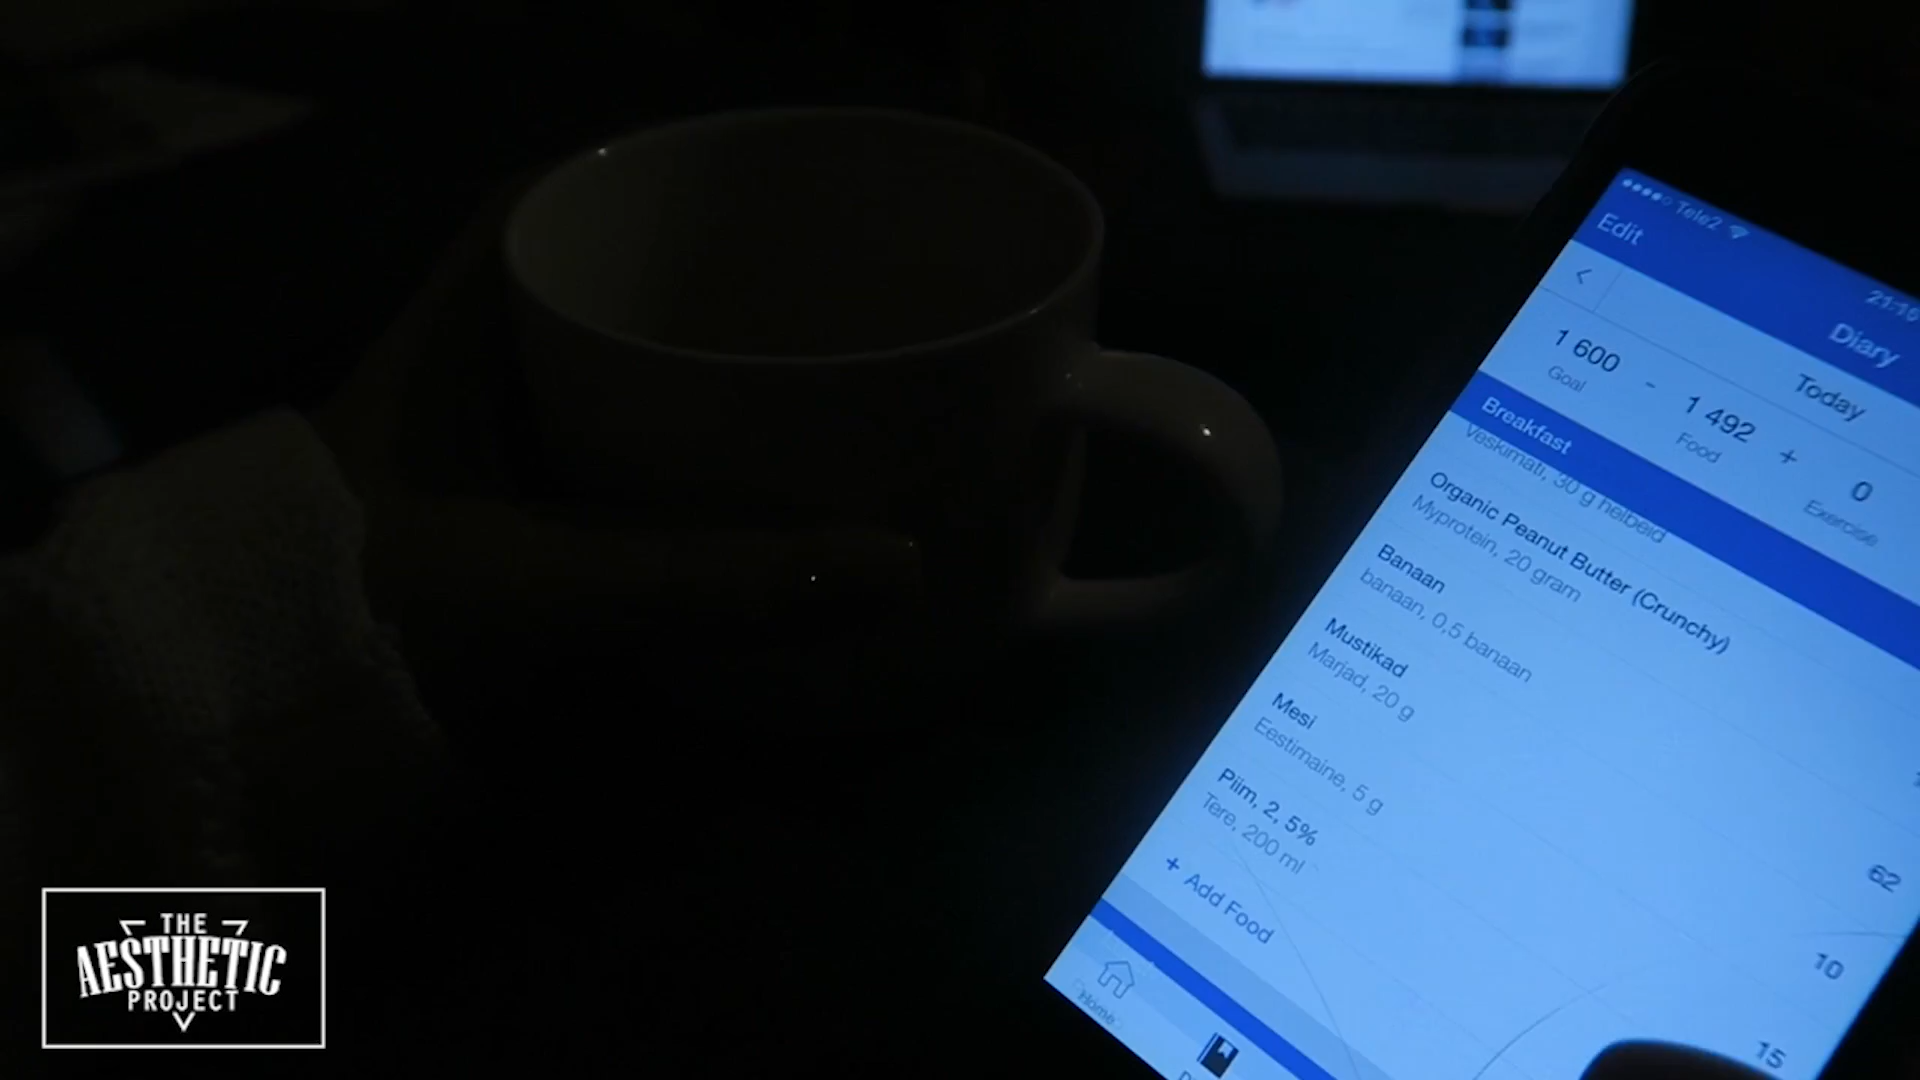 Tele2
Edit
Diary
Today
1 600 - 1 492 + 0
Goal Food Exercise
Breakfast
Veskimati, 30 g helbeid
Organic Peanut Butter (Crunchy)
Myprotein, 20 gram
Banaan
banaan, 0,5 banaan
Mustikad
Marjad, 20 g
62
Mesi
Eestimaine, 5 g
10
Piim, 2, 5%
Tere, 200 ml
15
+ Add Food
Home
THE
AESTHETIC
PROJECT